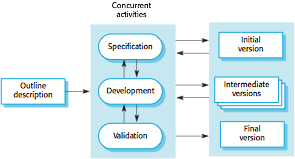 Concurrent
activities
Specification
Initial
version
Outline
description
Development
Intermediate
versions
Validation
Final
version